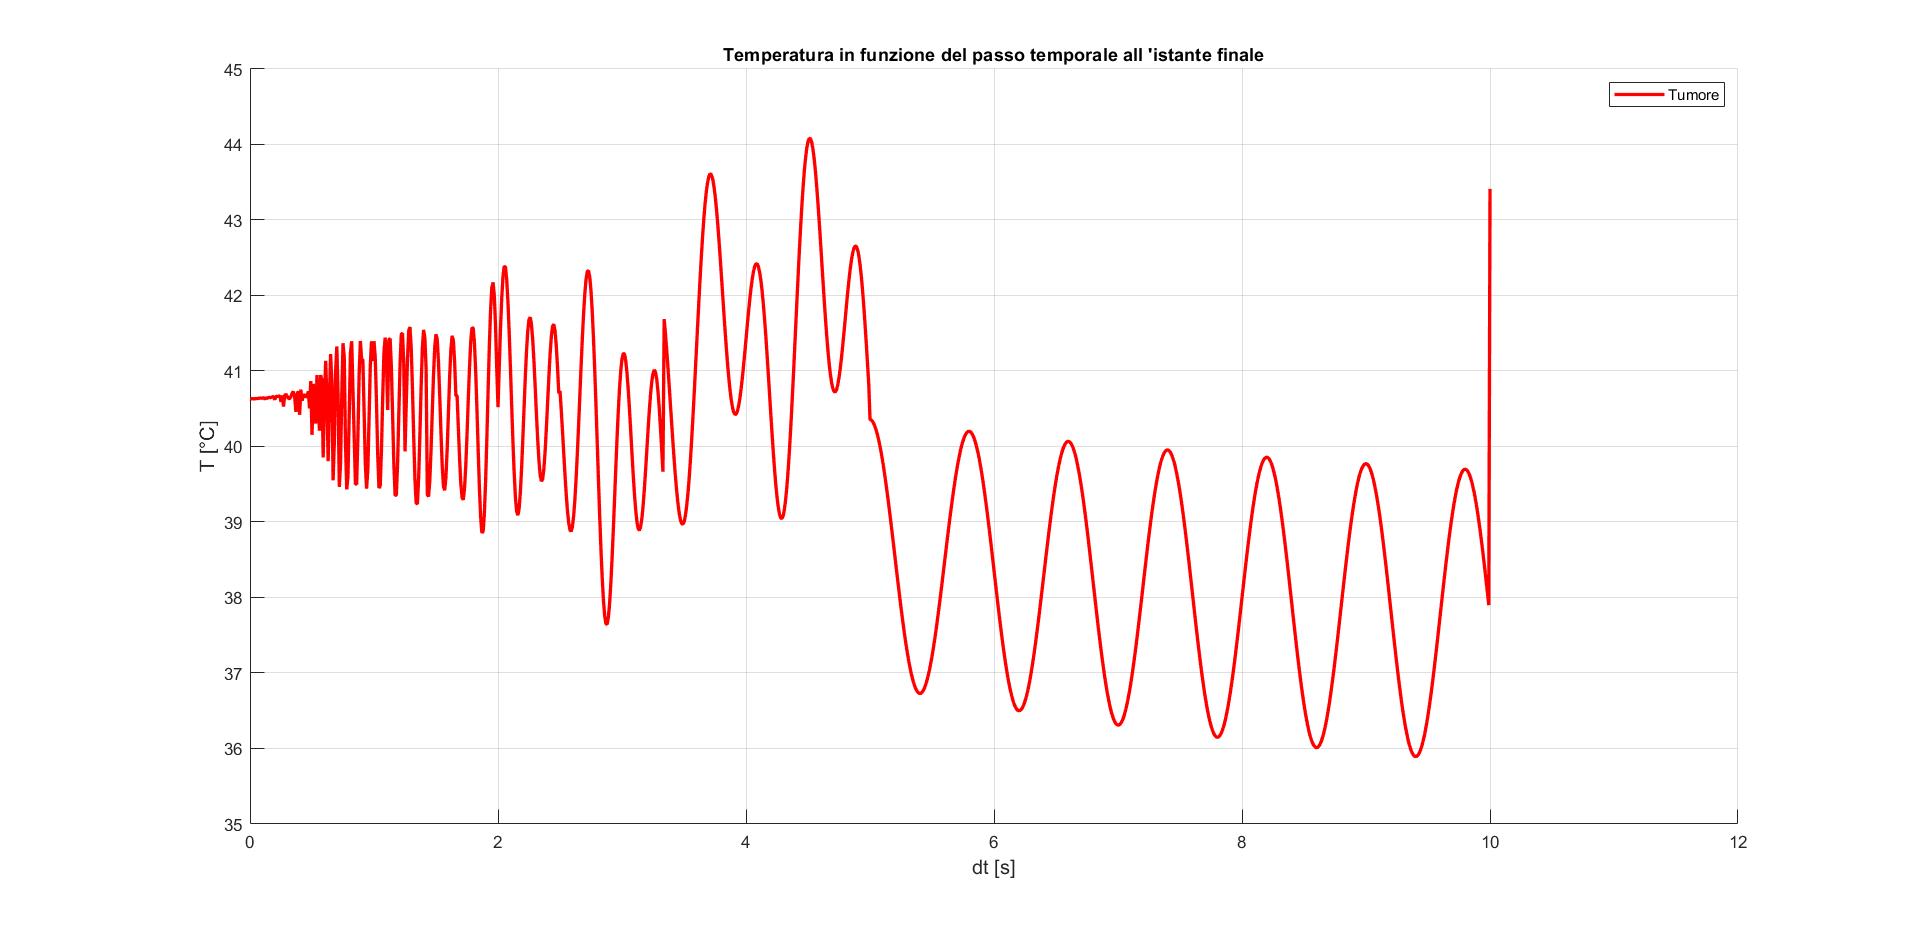 Temperatura in funzione del passo temporale all 'istante finale
Tumore
T [°C]
45
44
43
42
41
40
39
38
37
36
35
0 2 4 6 8 10 12
dt [s]